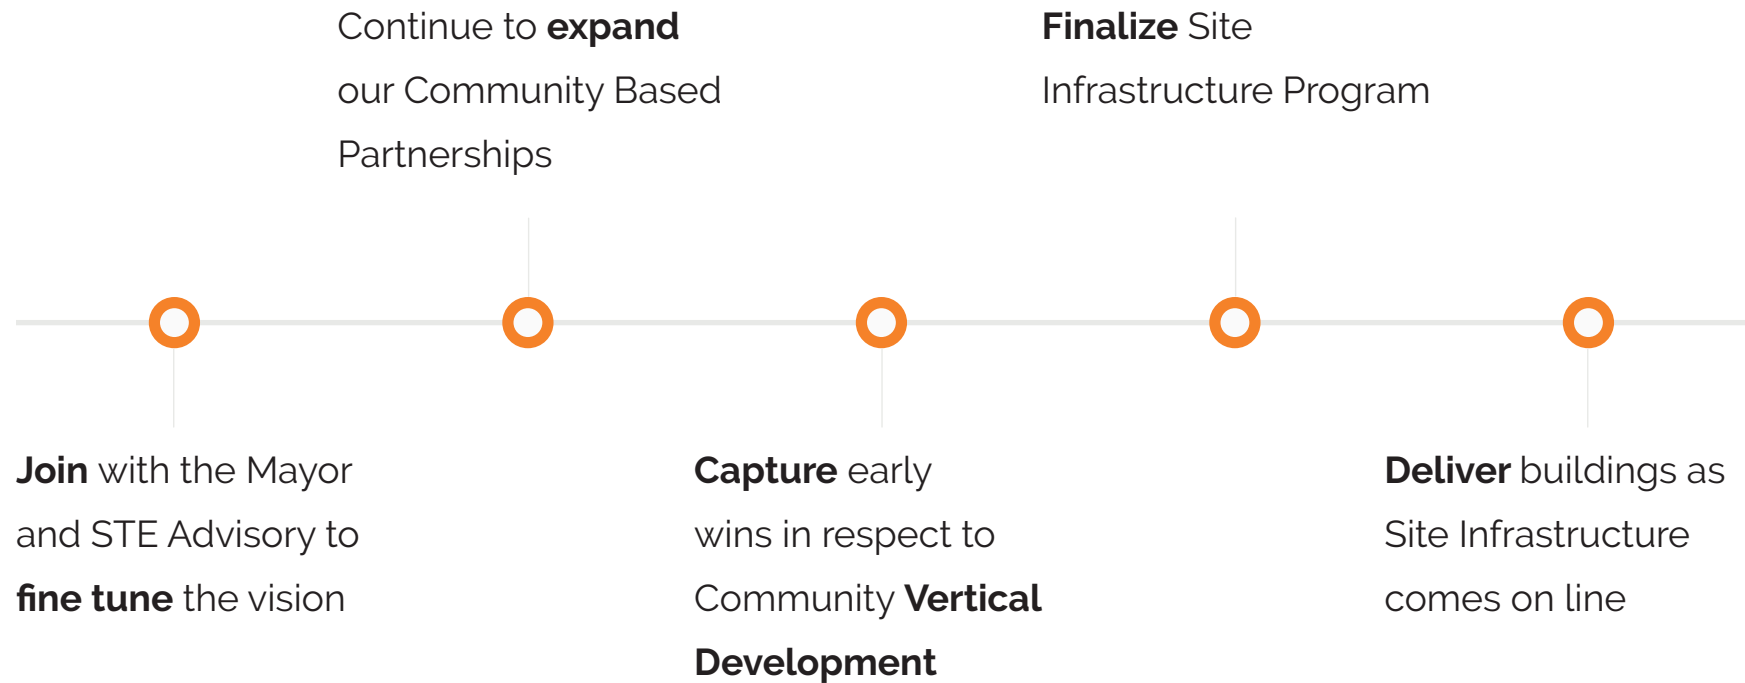 Continue to expand
our Community Based
Partnerships
Finalize Site
Infrastructure Program
Join with the Mayor
and STE Advisory to
fine tune the vision
Capture early
wins in respect to
Community Vertical
Development
Deliver buildings as
Site Infrastructure
comes on line